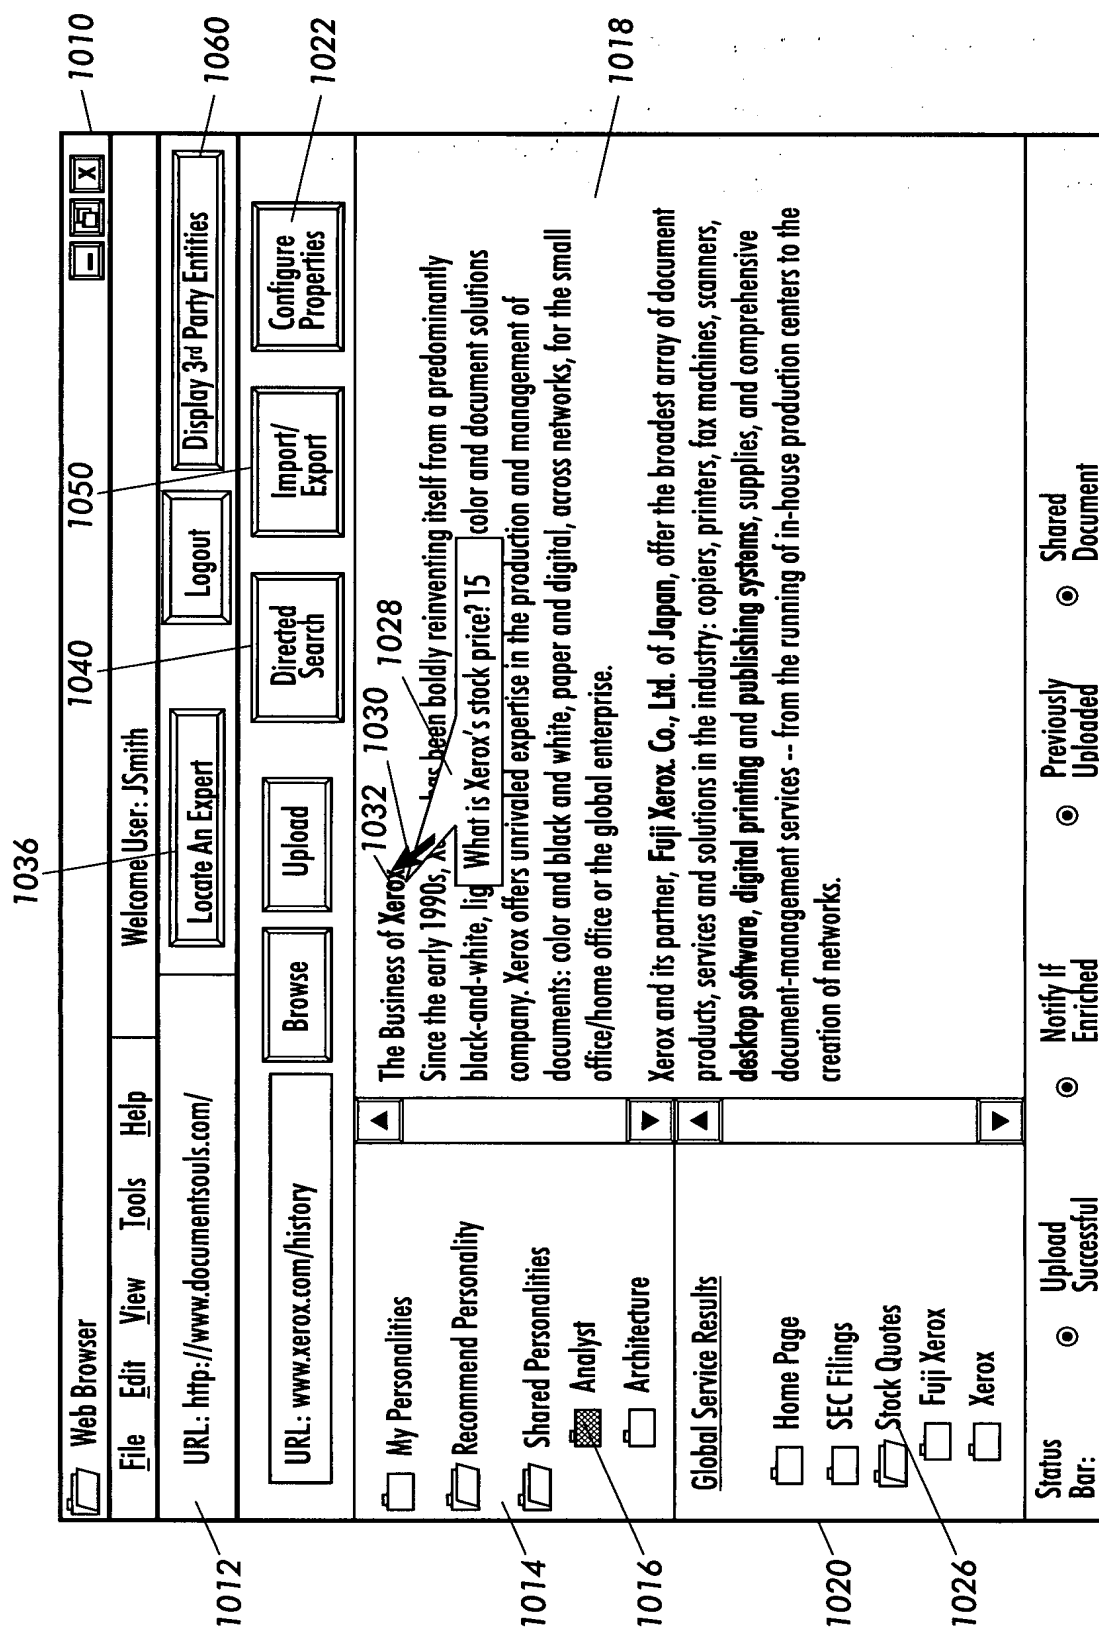 1036
1040
1050
1010
1060
1022
Web Browser
X
File Edit View Tools Help
Welcome User: JSmith
1012
URL: http://www.documentsouls.com/
Locate An Expert
Logout
Display 3rd Party Entities
URL: www.xerox.com/history
Browse
Upload
Directed
Search
Import/
Export
Configure
Properties
1014
My Personalities
Recommend Personality
Shared Personalities
Analyst
Architecture
1016
1032
1030
1028
1018
The Business of Xerox
Since the early 1990s, Xe has been boldly reinventing itself from a predominantly
black-and-white, lig color and document solutions
What is Xerox's stock price? 15
company. Xerox offers unrivaled expertise in the production and management of
documents: color and black and white, paper and digital, across networks, for the small
office/home office or the global enterprise.
Xerox and its partner, Fuji Xerox. Co., Ltd. of Japan, offer the broadest array of document
products, services and solutions in the industry: copiers, printers, fax machines, scanners,
desktop software, digital printing and publishing systems, supplies, and comprehensive
document-management services -- from the running of in-house production centers to the
creation of networks.
Global Service Results
1020
Home Page
SEC Filings
Stock Quotes
Fuji Xerox
Xerox
1026
Status
Bar:
Upload
Successful
Notify If
Enriched
Previously
Uploaded
Shared
Document